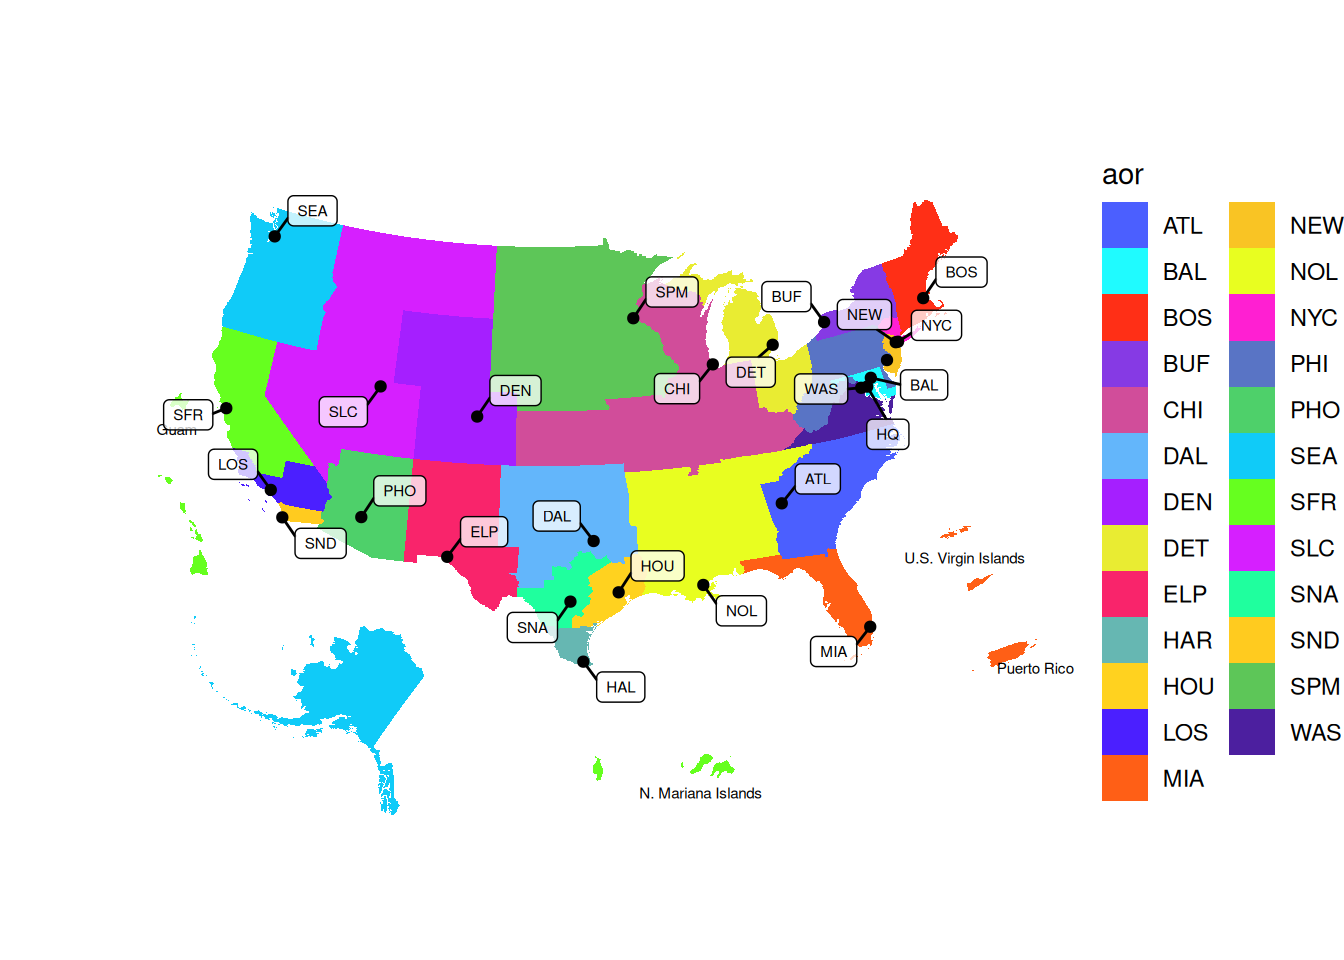 aor
SEA
BOS
SPM
BUF
NEW
NYC
DET
CHI
WAS
BAL
DEN
SLC
SFR
Guam
HQ
LOS
ATL
PHO
DAL
ELP
SND
HOU
U.S. Virgin Islands
NOL
SNA
MIA
Puerto Rico
HAL
N. Mariana Islands
ATL
BAL
BOS
BUF
CHI
DAL
DEN
DET
ELP
HAR
HOU
LOS
MIA
NEW
NOL
NYC
PHI
PHO
SEA
SFR
SLC
SNA
SND
SPM
WAS